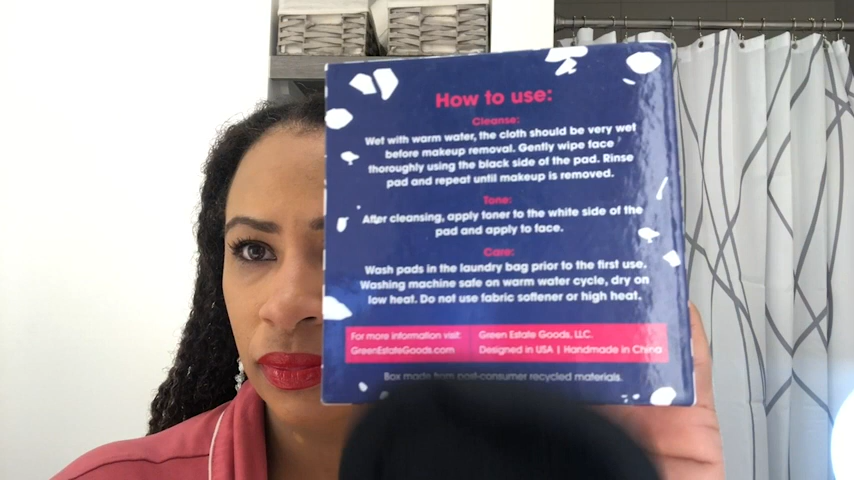 How to use:
Cleanse:
Wet with warm water, the cloth should be very wet
before makeup removal. Gently wipe face
thoroughly using the black side of the pad. Rinse
pad and repeat until makeup is removed.
Tone:
After cleansing, apply toner to the white side of the
pad and apply to face.
Care:
Wash pads in the laundry bag prior to the first use.
Washing machine safe on warm water cycle, dry on
low heat. Do not use fabric softener or high heat.
For more information visit:
GreenEstateGoods.com
Green Estate Goods, LLC.
Designed in USA | Handmade in China
Box made from post-consumer recycled materials.